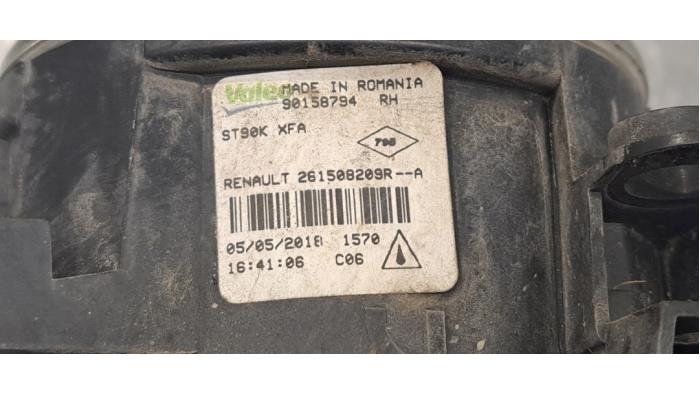 Valeo MADE IN ROMANIA
90158794 RH
ST90K XFA
795
RENAULT 261508209R--A
05/05/2018 1570
16:41:06 C06